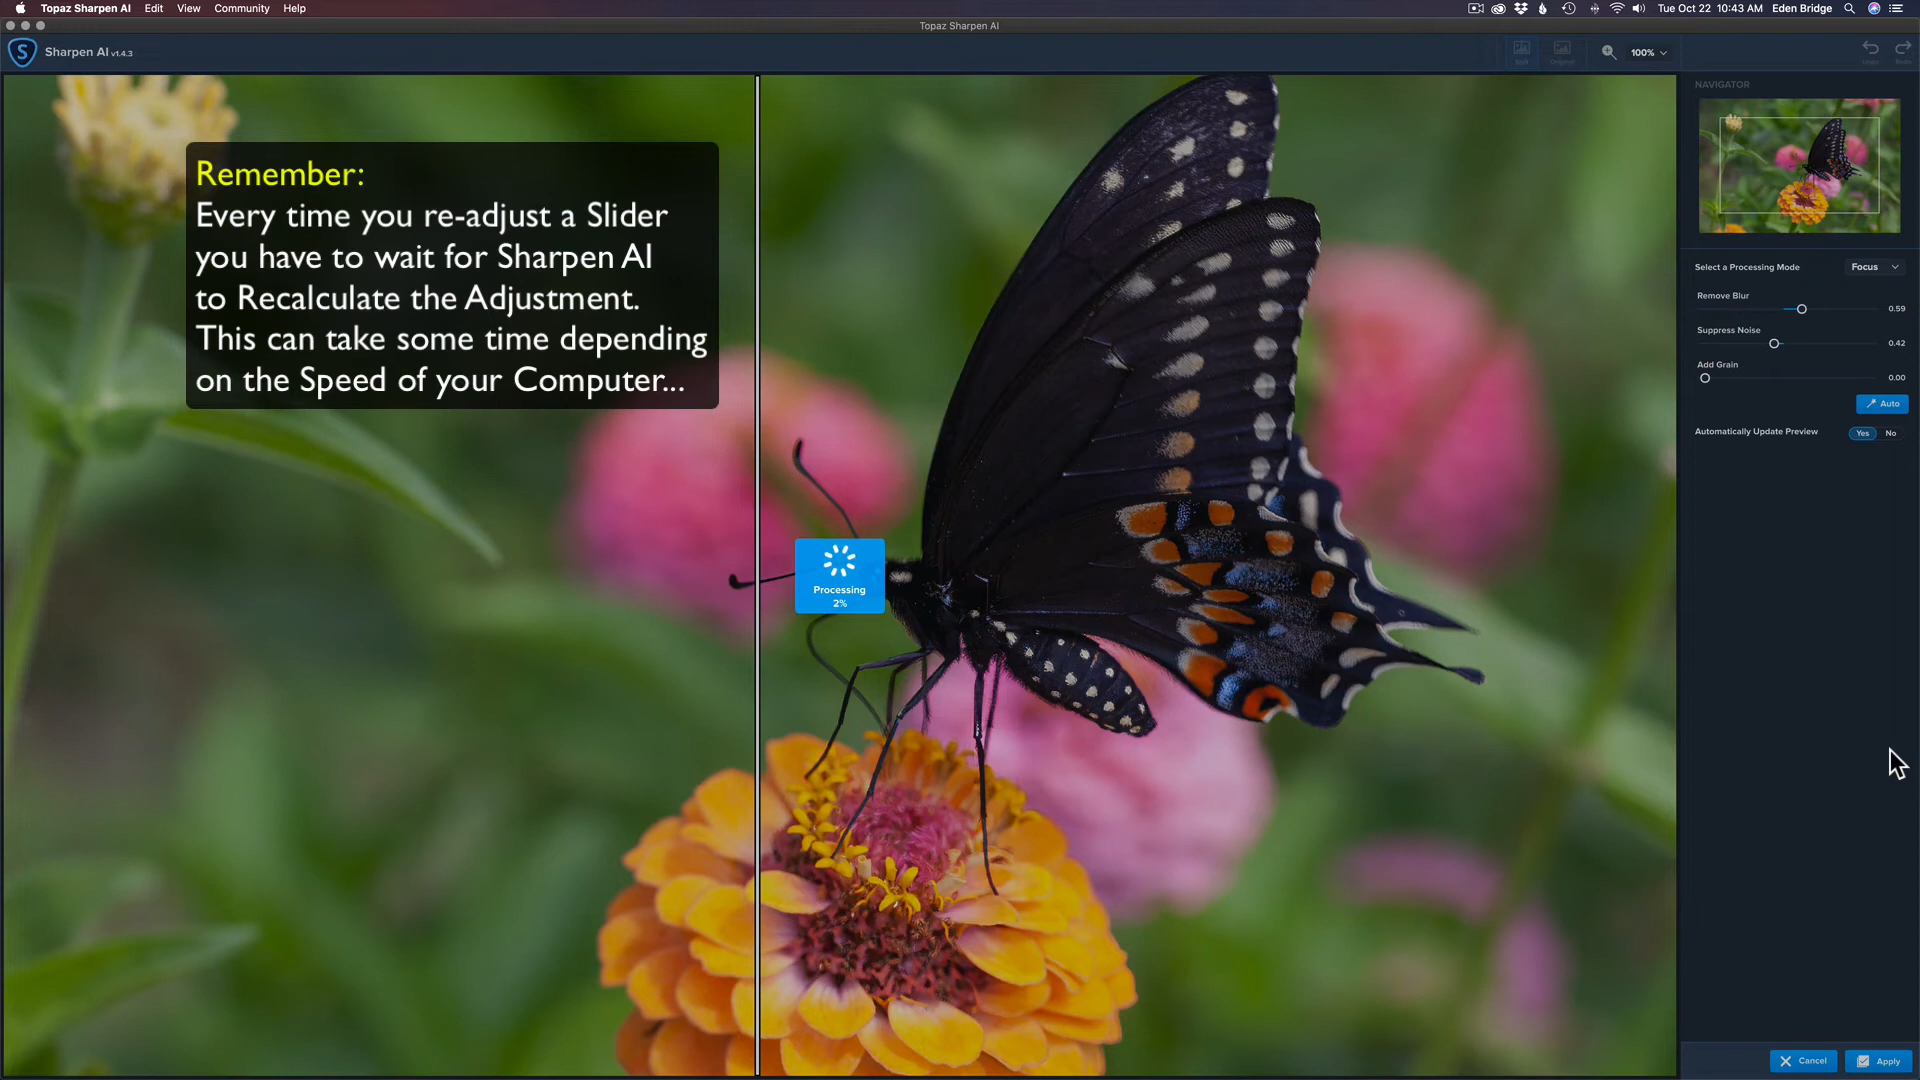 Topaz Sharpen AI Edit View Community Help Tue Oct 22 10:43 AM Eden Bridge
Topaz Sharpen AI
S Sharpen AI v1.4.3 Split Original 100% Undo Redo
NAVIGATOR
Remember:
Every time you re-adjust a Slider
you have to wait for Sharpen AI
to Recalculate the Adjustment.
This can take some time depending
on the Speed of your Computer...
Select a Processing Mode Focus
Remove Blur
0.59
Suppress Noise
0.42
Add Grain
0.00
Auto
Automatically Update Preview Yes No
Processing
2%
Cancel Apply